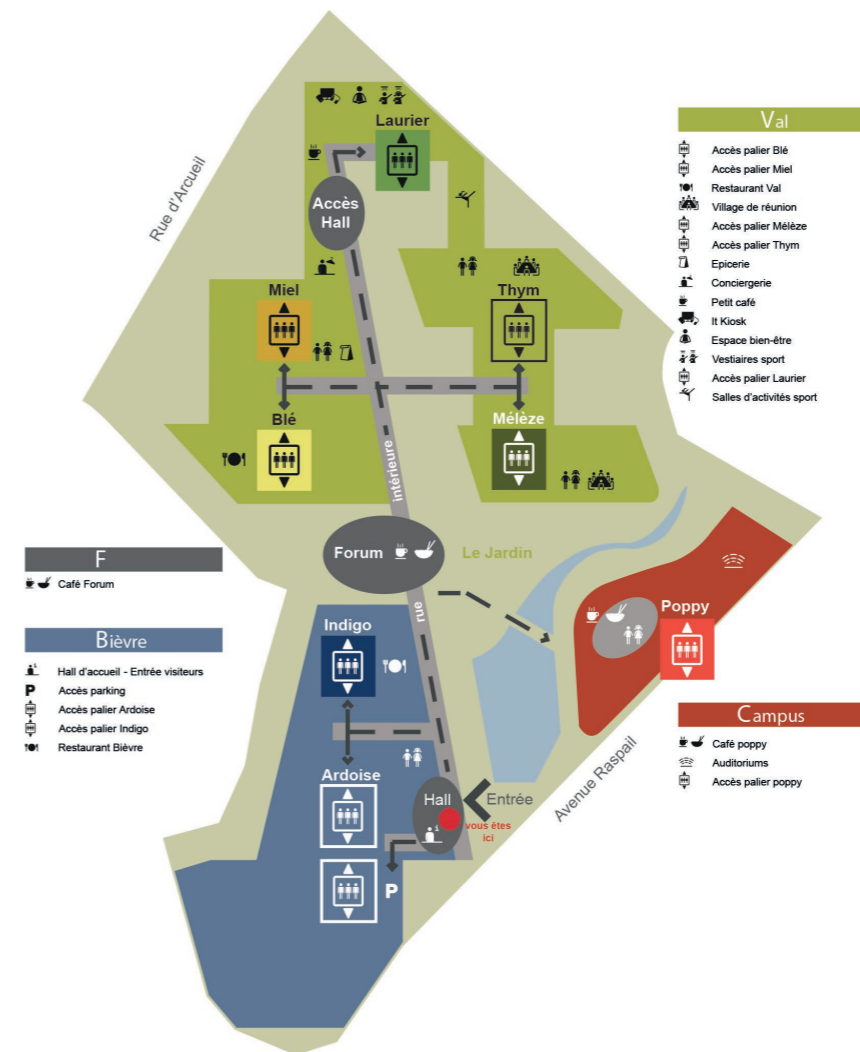 Rue d'Arcueil
Laurier
Accès
Hall
Miel
Thym
Blé
Mélèze
intérieure
Forum
Le Jardin
rue
Poppy
Indigo
Ardoise
Hall
Entrée
vous êtes
ici
P
Avenue Raspail
Val
Accès palier Blé
Accès palier Miel
Restaurant Val
Village de réunion
Accès palier Mélèze
Accès palier Thym
Epicerie
Conciergerie
Petit café
It Kiosk
Espace bien-être
Vestiaires sport
Accès palier Laurier
Salles d'activités sport
F
Café Forum
Bièvre
Hall d'accueil - Entrée visiteurs
P Accès parking
Accès palier Ardoise
Accès palier Indigo
Restaurant Bièvre
Campus
Café poppy
Auditoriums
Accès palier poppy